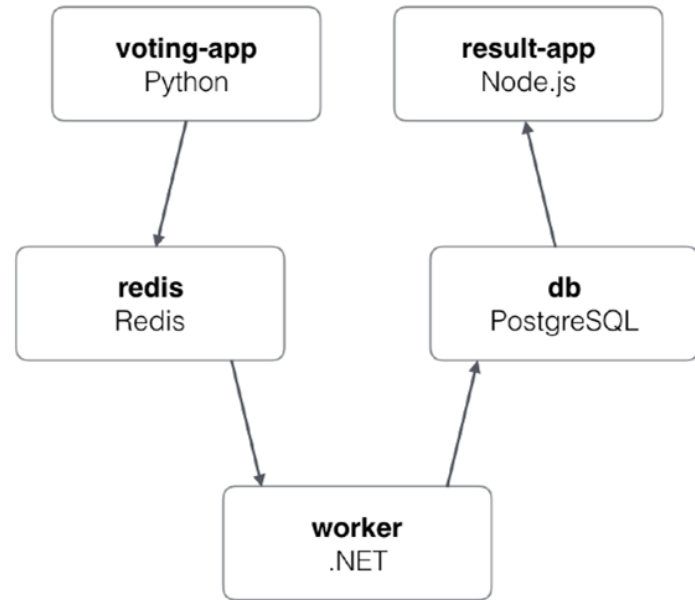 voting-app
Python
result-app
Node.js
redis
Redis
db
PostgreSQL
worker
.NET